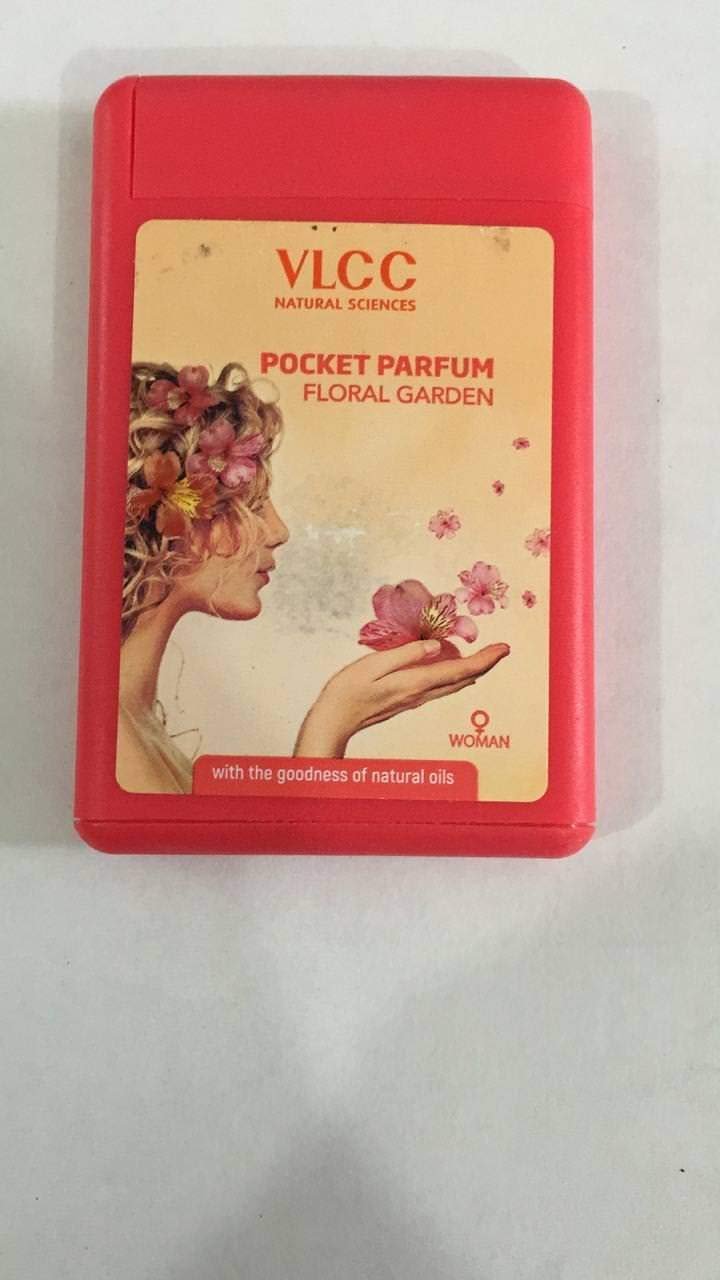 VLCC
NATURAL SCIENCES
POCKET PARFUM
FLORAL GARDEN
WOMAN
with the goodness of natural oils